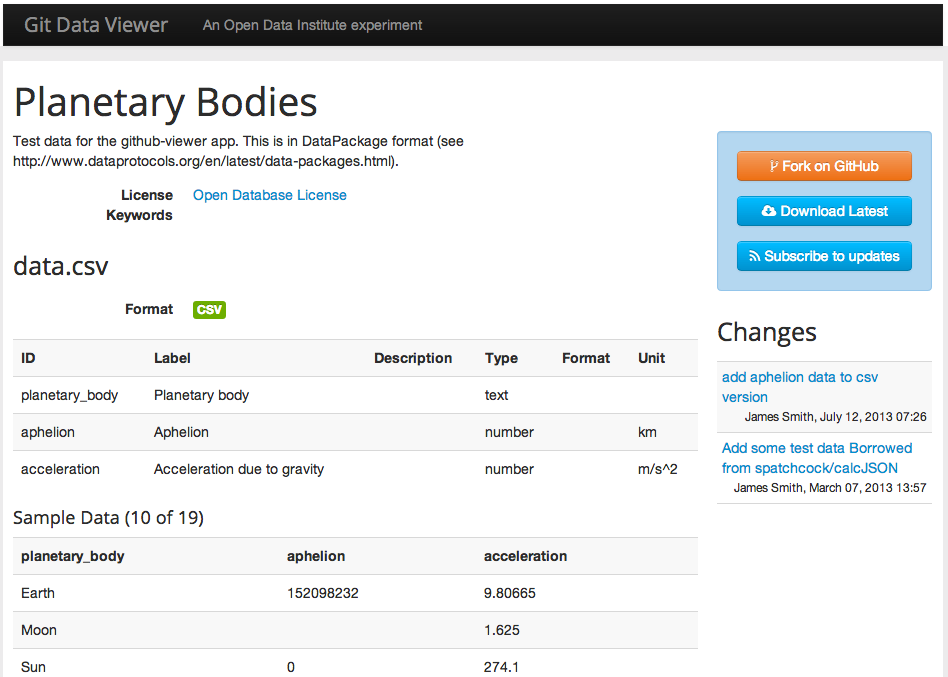 Git Data Viewer An Open Data Institute experiment
Planetary Bodies
Test data for the github-viewer app. This is in DataPackage format (see
http://www.dataprotocols.org/en/latest/data-packages.html).
License Open Database License
Keywords
data.csv
Format CSV
ID Label Description Type Format Unit
planetary_body Planetary body text
aphelion Aphelion number km
acceleration Acceleration due to gravity number m/s^2
Sample Data (10 of 19)
planetary_body aphelion acceleration
Earth 152098232 9.80665
Moon 1.625
Sun 0 274.1
Fork on GitHub
Download Latest
Subscribe to updates
Changes
add aphelion data to csv
version
James Smith, July 12, 2013 07:26
Add some test data Borrowed
from spatchcock/calcJSON
James Smith, March 07, 2013 13:57